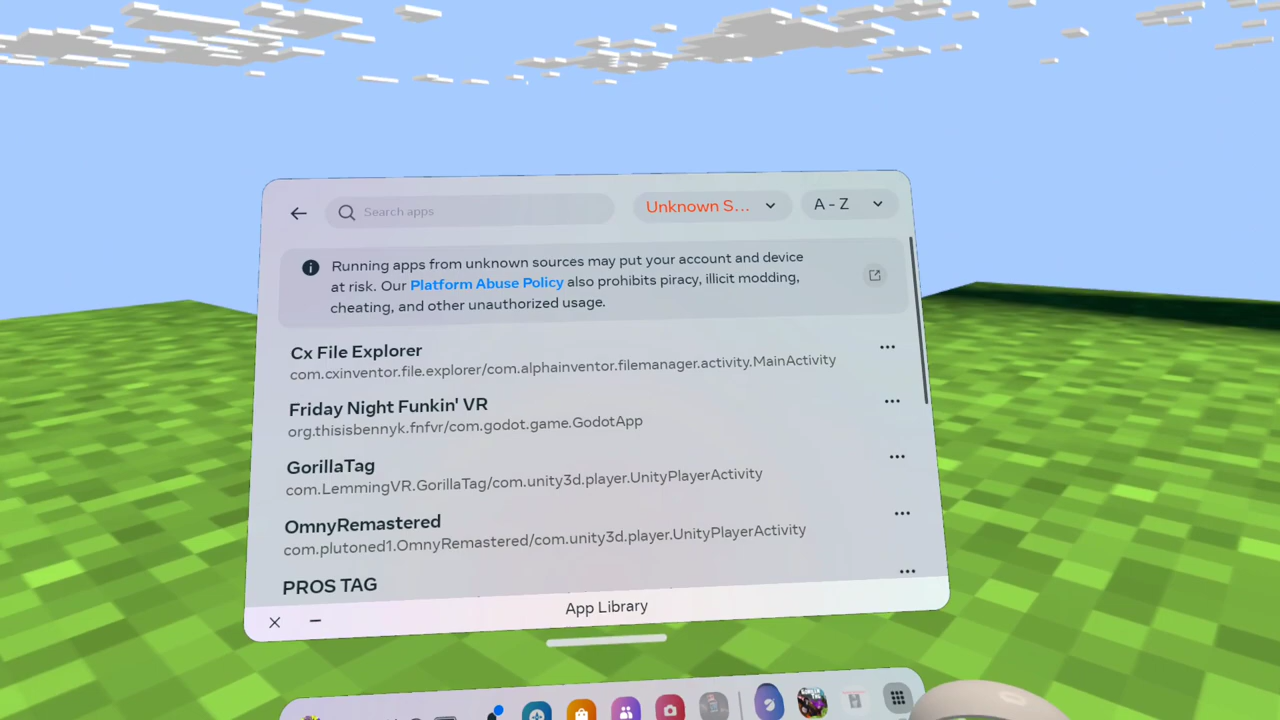 Search apps
Unknown S...
A - Z
Running apps from unknown sources may put your account and device
at risk. Our Platform Abuse Policy also prohibits piracy, illicit modding,
cheating, and other unauthorized usage.
Cx File Explorer
com.cxinventor.file.explorer/com.alphainventor.filemanager.activity.MainActivity
Friday Night Funkin' VR
org.thisisbennyk.fnfvr/com.godot.game.GodotApp
GorillaTag
com.LemmingVR.GorillaTag/com.unity3d.player.UnityPlayerActivity
OmnyRemastered
com.plutoned1.OmnyRemastered/com.unity3d.player.UnityPlayerActivity
PROS TAG
App Library